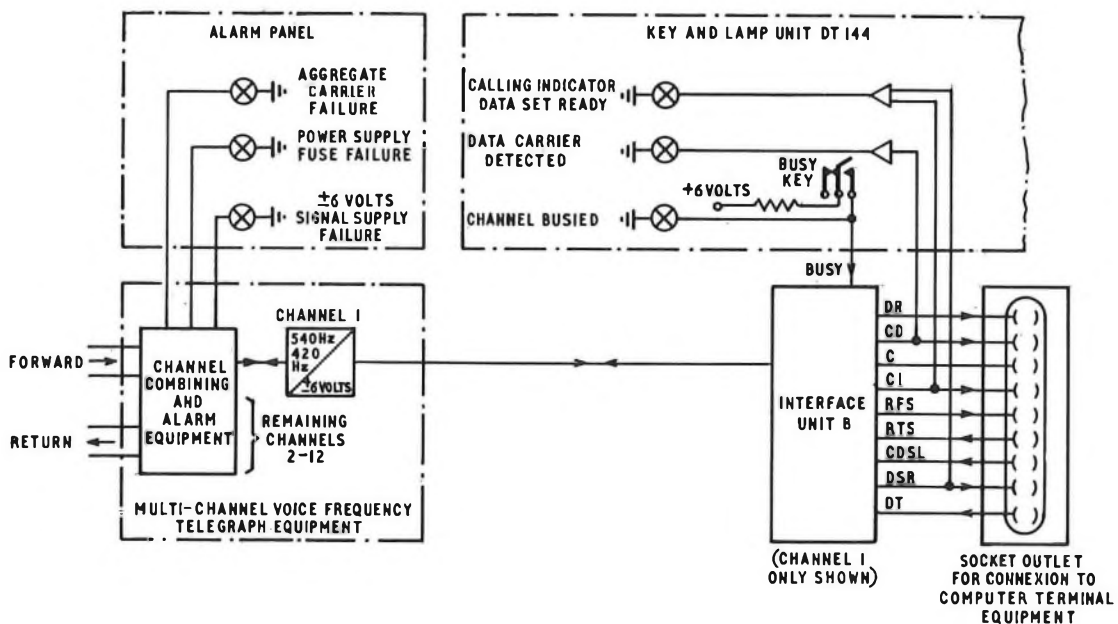 ALARM PANEL
AGGREGATE
CARRIER
FAILURE
POWER SUPPLY
FUSE FAILURE
±6 VOLTS
SIGNAL SUPPLY
FAILURE
KEY AND LAMP UNIT DT 144
CALLING INDICATOR
DATA SET READY
DATA CARRIER
DETECTED
BUSY
KEY
+6 VOLTS
CHANNEL BUSIED
BUSY
FORWARD
RETURN
CHANNEL
COMBINING
AND
ALARM
EQUIPMENT
CHANNEL 1
540Hz
420
Hz
±6 VOLTS
REMAINING
CHANNELS
2-12
MULTI-CHANNEL VOICE FREQUENCY
TELEGRAPH EQUIPMENT
INTERFACE
UNIT B
(CHANNEL 1
ONLY SHOWN)
DR
CD
C
CI
RFS
RTS
CDSL
DSR
DT
SOCKET OUTLET
FOR CONNEXION TO
COMPUTER TERMINAL
EQUIPMENT